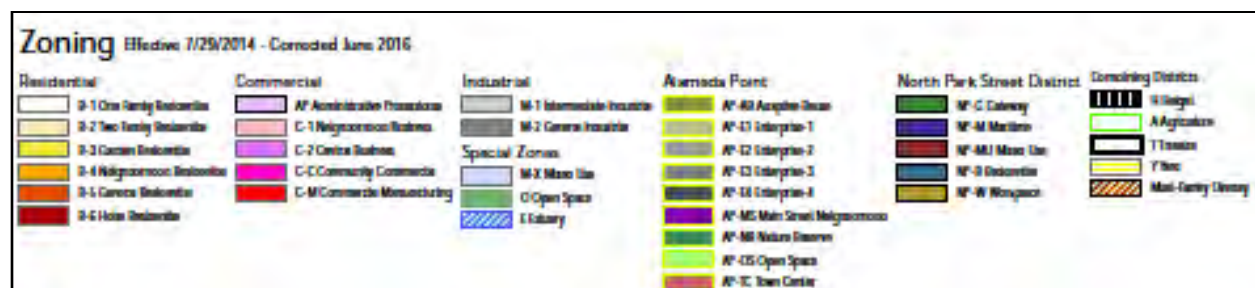 Zoning Effective 7/29/2014 - Corrected June 2016
Residential
R-1 One Family Residential
R-2 Two Family Residential
R-3 Garden Residential
R-4 Neighborhood Residential
R-5 General Residential
R-6 Hotel Residential
Commercial
AP Administrative Professional
C-1 Neighborhood Business
C-2 Central Business
C-C Community Commercial
C-M Commercial Manufacturing
Industrial
M-1 Intermediate Industrial
M-2 General Industrial
Special Zones
M-X Mixed Use
O Open Space
E Estuary
Alameda Point
AP-AR Adaptive Reuse
AP-E1 Enterprise-1
AP-E2 Enterprise-2
AP-E3 Enterprise-3
AP-E4 Enterprise-4
AP-MS Main Street Neighborhood
AP-NR Nature Reserve
AP-OS Open Space
AP-TC Town Center
North Park Street District
NP-G Gateway
NP-M Maritime
NP-MU Mixed Use
NP-R Residential
NP-W Workplace
Combining Districts
H Height
A Agriculture
T Theatre
Y Yard
Multi-Family Overlay